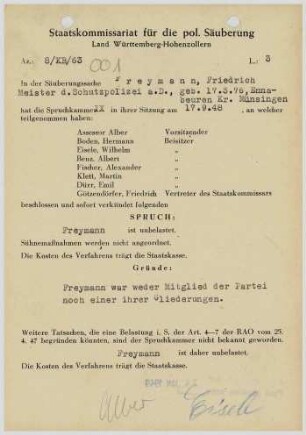 Staatskommissariat für die pol. Säuberung
Land Württemberg-Hohenzollern
Az.: 8/KB/63 001 L.: 3
In der Säuberungssache Freymann, Friedrich
Meister d.Schutzpolizei a.D., geb. 17.3.76, Enna-
beuren Kr. Münsingen
hat die Spruchkammer XX in ihrer Sitzung am 17.9.48, an welcher
teilgenommen haben:
Assessor Alber Vorsitzender
Boden, Hermann Beisitzer
Eisele, Wilhelm „
Benz, Albert „
Fischer, Alexander „
Klett, Martin „
Dürr, Emil „
Götzendörfer, Friedrich Vertreter des Staatskommissars
beschlossen und sofort verkündet folgenden
SPRUCH:
Freymann ist unbelastet.
Sühnemaßnahmen werden nicht angeordnet.
Die Kosten des Verfahrens trägt die Staatskasse.
Gründe:
Freymann war weder Mitglied der Partei
noch einer ihrer Gliederungen.
Weitere Tatsachen, die eine Belastung i. S. der Art. 4—7 der RAO vom 25.
4. 47 begründen könnten, sind der Spruchkammer nicht bekannt geworden.
Freymann ist daher unbelastet.
Die Kosten des Verfahrens trägt die Staatskasse.
Alber Eisele